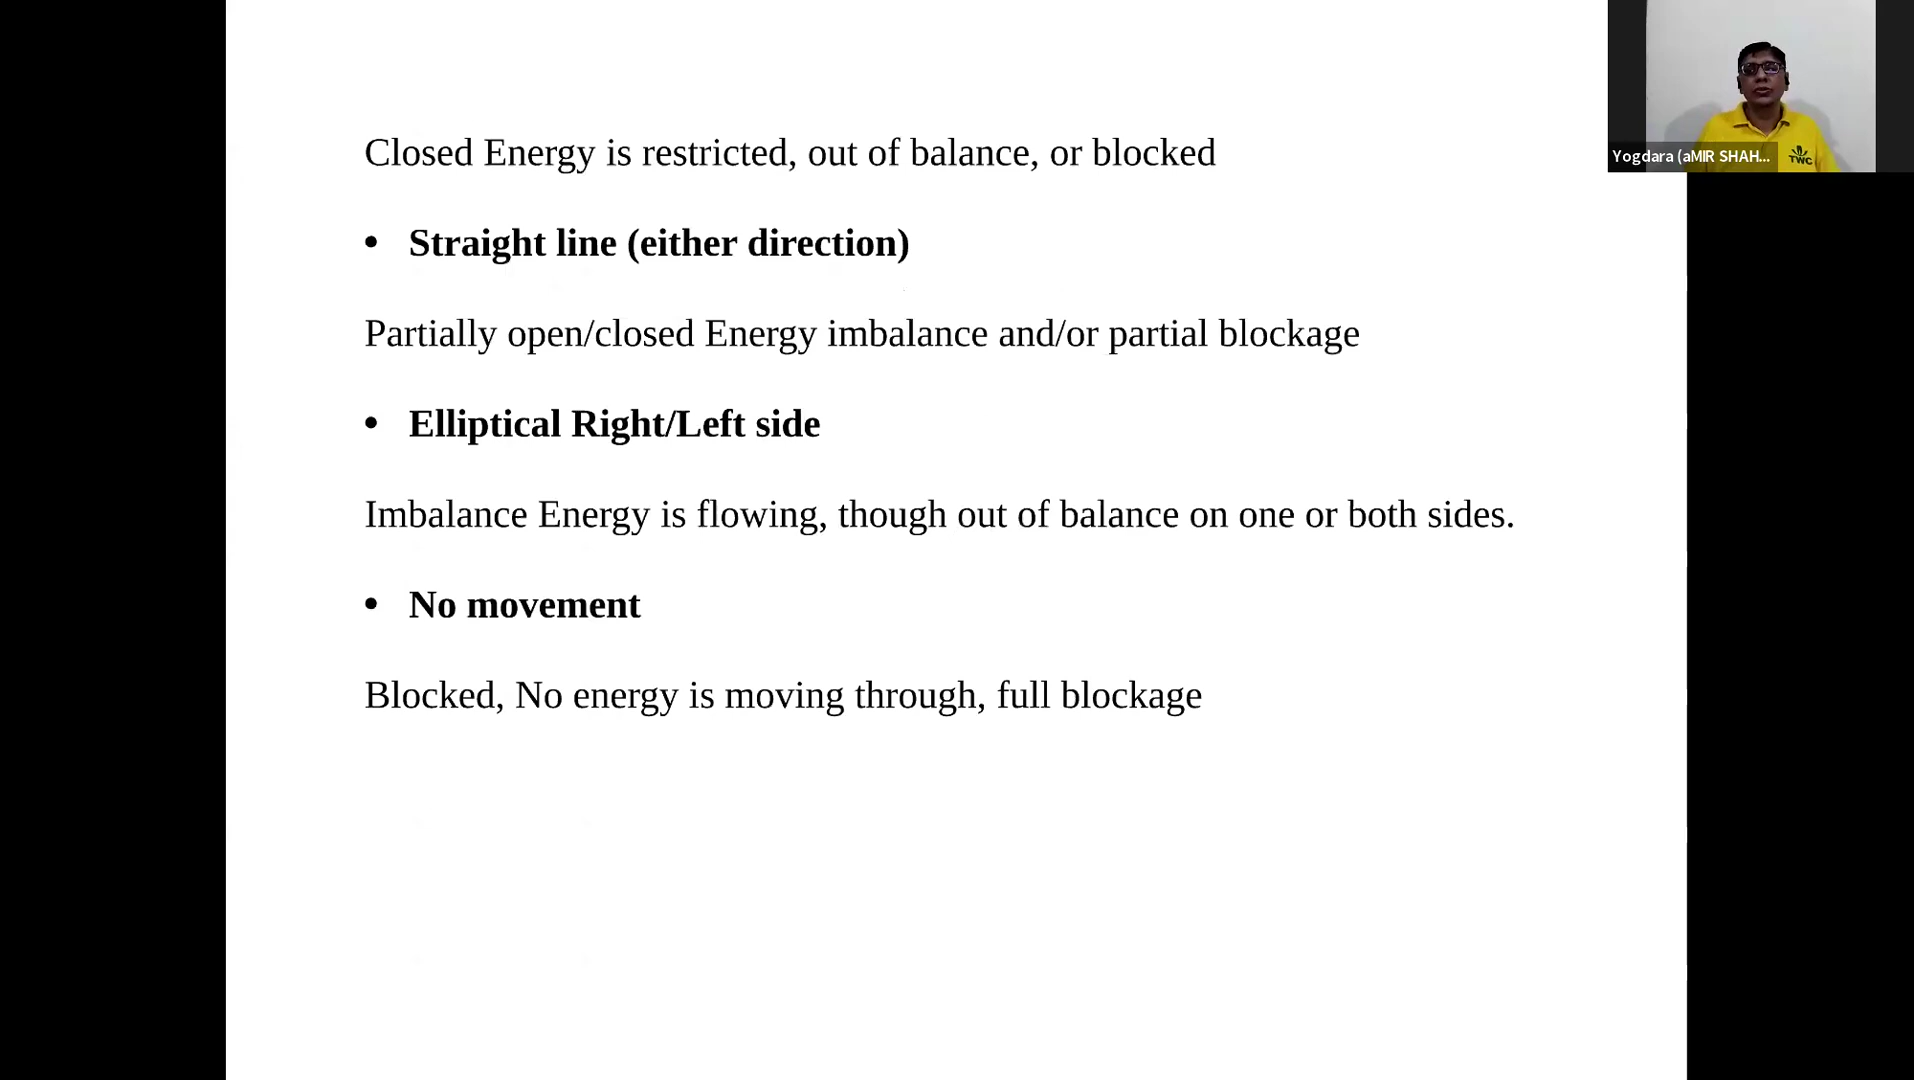 Closed Energy is restricted, out of balance, or blocked
• Straight line (either direction)
Partially open/closed Energy imbalance and/or partial blockage
• Elliptical Right/Left side
Imbalance Energy is flowing, though out of balance on one or both sides.
• No movement
Blocked, No energy is moving through, full blockage
Yogdara (aMIR SHAH...
TWC